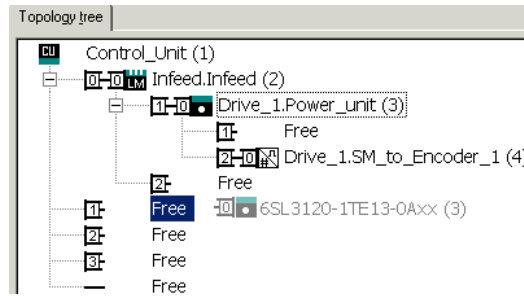 Topology tree
CU Control_Unit (1)
0 0 LM Infeed.Infeed (2)
1 0 Drive_1.Power_unit (3)
1 Free
2 0 Drive_1.SM_to_Encoder_1 (4)
2 Free
1 Free 0 6SL3120-1TE13-0Axx (3)
2 Free
3 Free
Free